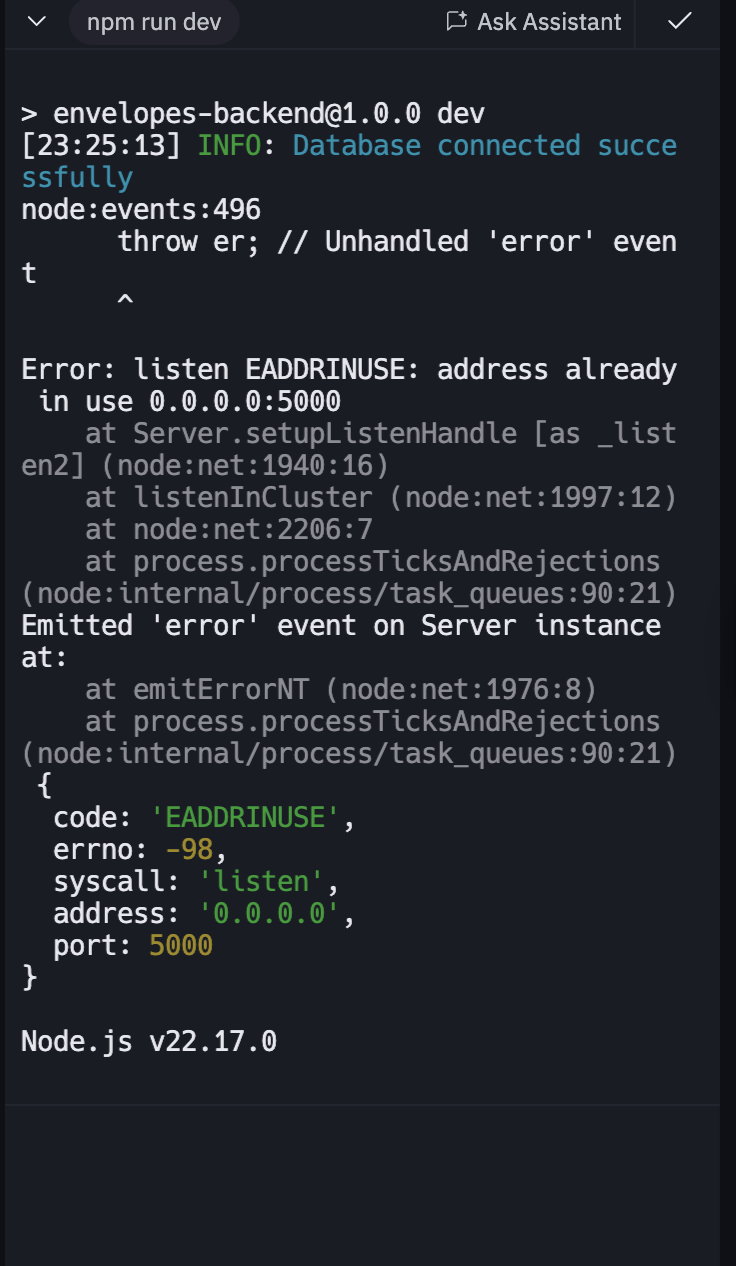 npm run dev
Ask Assistant
> envelopes-backend@1.0.0 dev
[23:25:13] INFO: Database connected succe
ssfully
node:events:496
      throw er; // Unhandled 'error' even
t
      ^
Error: listen EADDRINUSE: address already
 in use 0.0.0.0:5000
    at Server.setupListenHandle [as _list
en2] (node:net:1940:16)
    at listenInCluster (node:net:1997:12)
    at node:net:2206:7
    at process.processTicksAndRejections
(node:internal/process/task_queues:90:21)
Emitted 'error' event on Server instance
at:
    at emitErrorNT (node:net:1976:8)
    at process.processTicksAndRejections
(node:internal/process/task_queues:90:21)
 {
  code: 'EADDRINUSE',
  errno: -98,
  syscall: 'listen',
  address: '0.0.0.0',
  port: 5000
}
Node.js v22.17.0